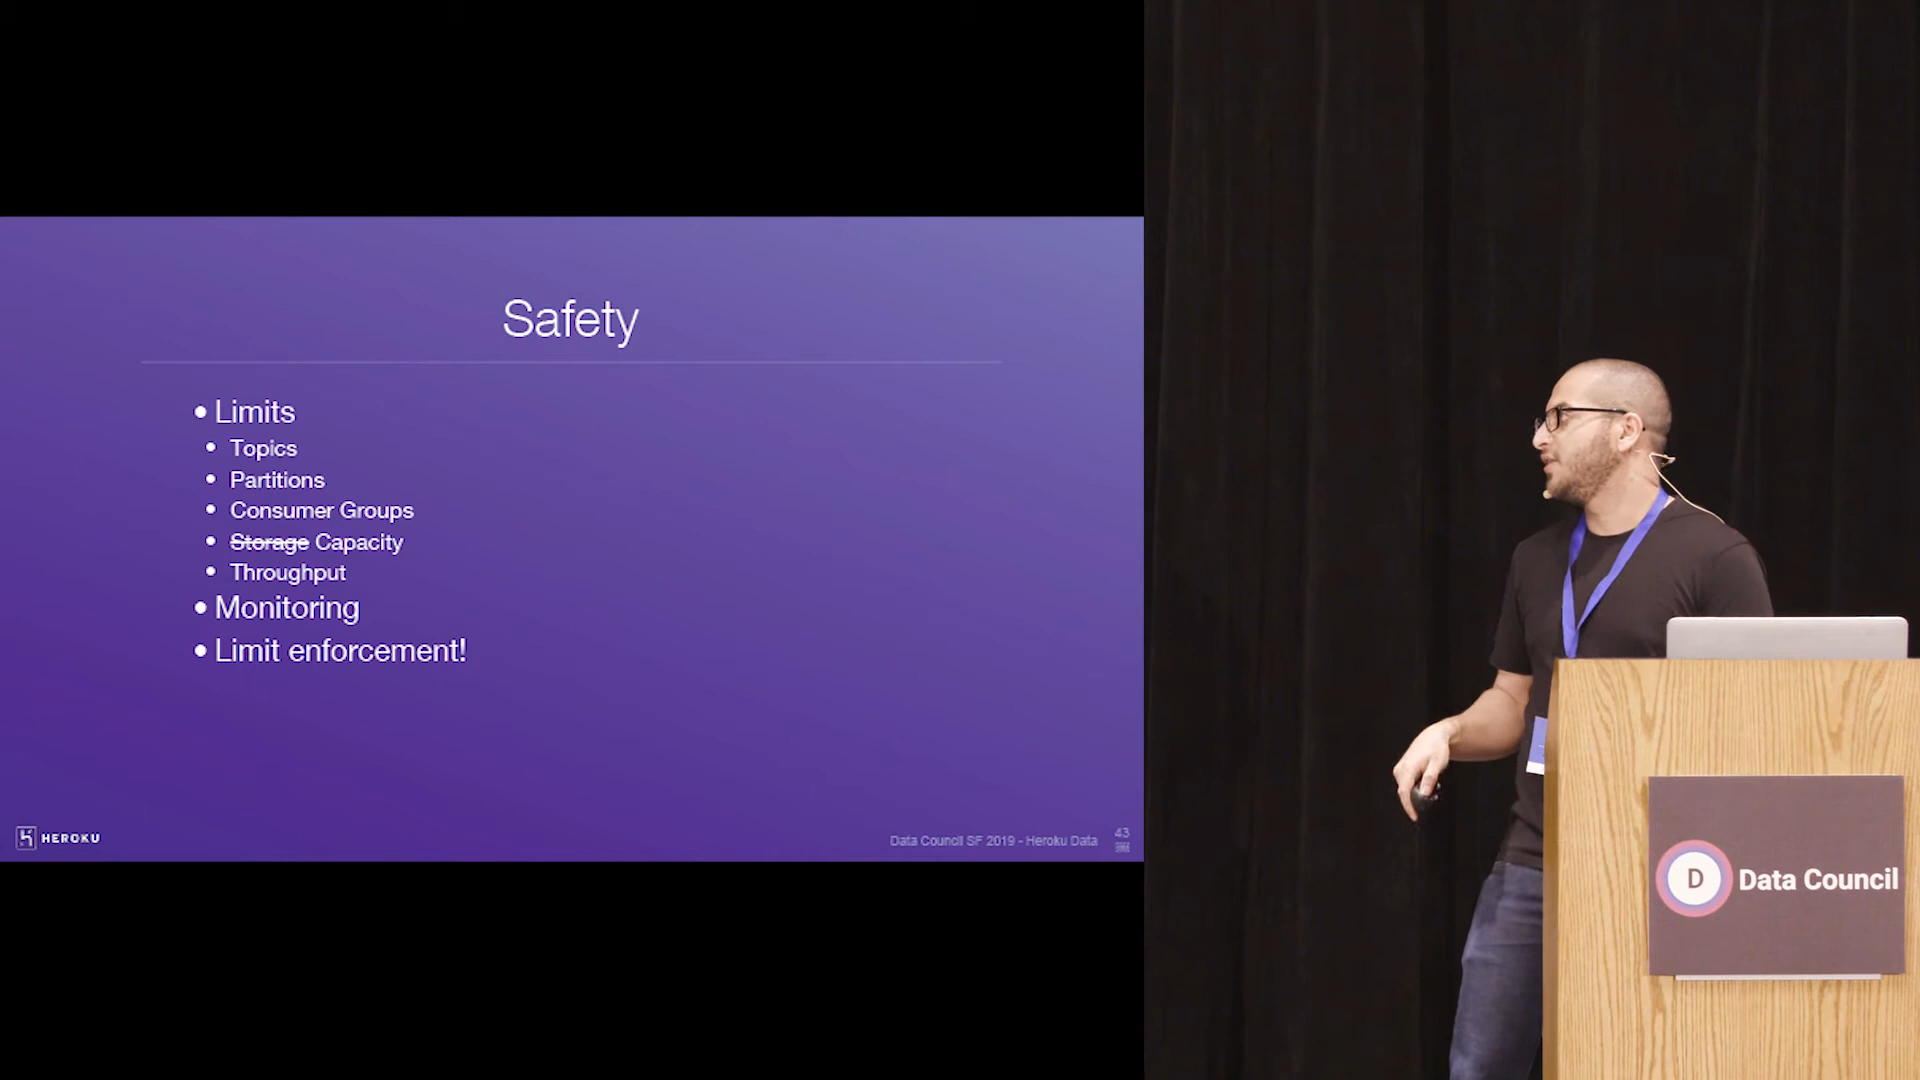 Safety
• Limits
• Topics
• Partitions
• Consumer Groups
• Storage Capacity
• Throughput
• Monitoring
• Limit enforcement!
HEROKU
Data Council SF 2019 - Heroku Data
43
D Data Council